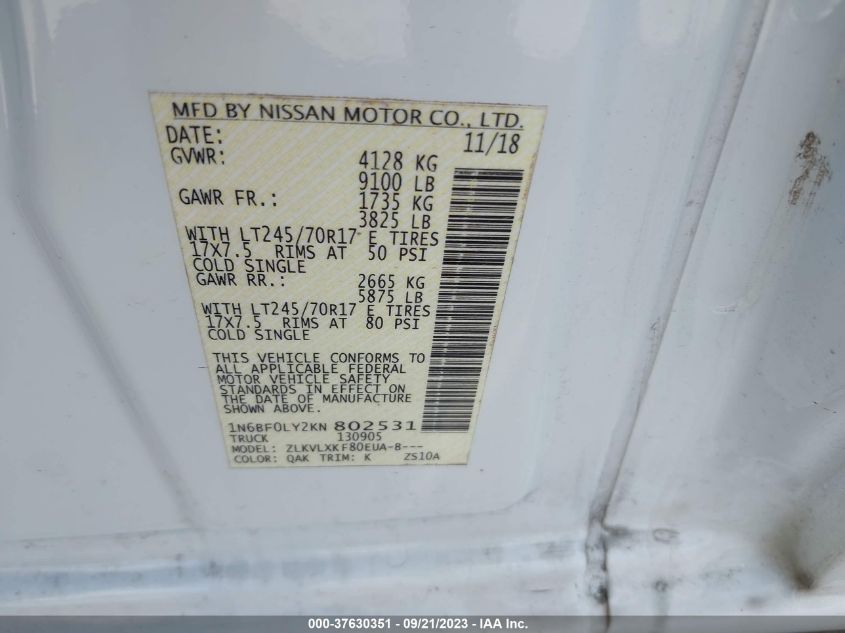 MFD BY NISSAN MOTOR CO., LTD.
DATE: 11/18
GVWR: 4128 KG
9100 LB
GAWR FR.: 1735 KG
3825 LB
WITH LT245/70R17 E TIRES
17X7.5 RIMS AT 50 PSI
COLD SINGLE
GAWR RR.: 2665 KG
5875 LB
WITH LT245/70R17 E TIRES
17X7.5 RIMS AT 80 PSI
COLD SINGLE
THIS VEHICLE CONFORMS TO
ALL APPLICABLE FEDERAL
MOTOR VEHICLE SAFETY
STANDARDS IN EFFECT ON
THE DATE OF MANUFACTURE
SHOWN ABOVE.
1N6BF0LY2KN 802531
TRUCK 130905
MODEL: ZLKVLXKF80EUA-8---
COLOR: QAK TRIM: K ZS10A
000-37630351 - 09/21/2023 - IAA Inc.